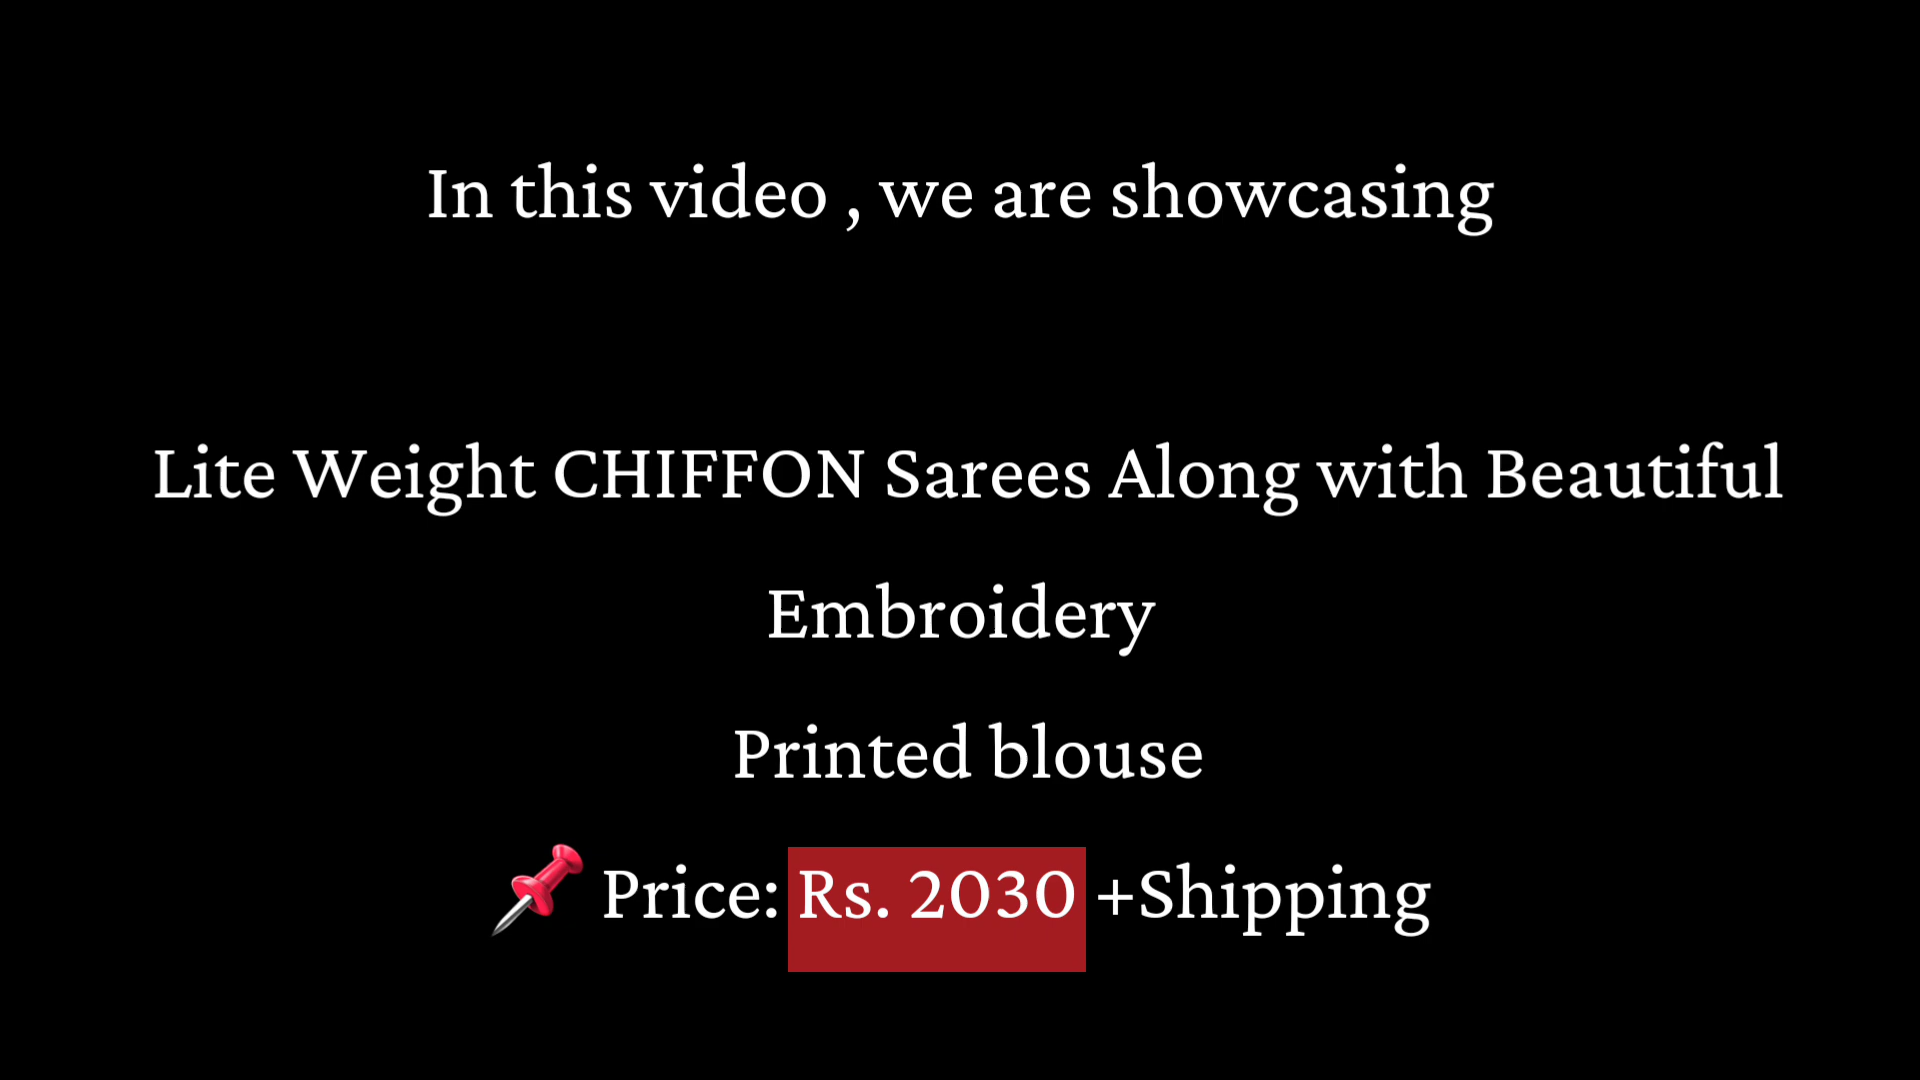 In this video , we are showcasing
Lite Weight CHIFFON Sarees Along with Beautiful
Embroidery
Printed blouse
📌 Price: Rs. 2030 +Shipping